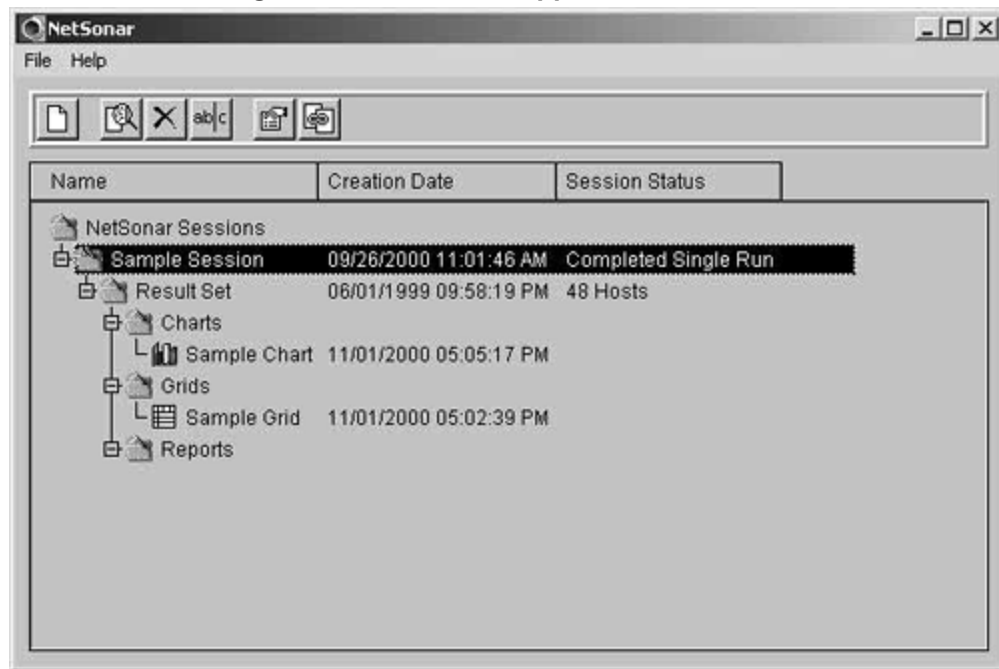 NetSonar
File Help
ab|c
Name Creation Date Session Status
NetSonar Sessions
Sample Session 09/26/2000 11:01:46 AM Completed Single Run
Result Set 06/01/1999 09:58:19 PM 48 Hosts
Charts
Sample Chart 11/01/2000 05:05:17 PM
Grids
Sample Grid 11/01/2000 05:02:39 PM
Reports